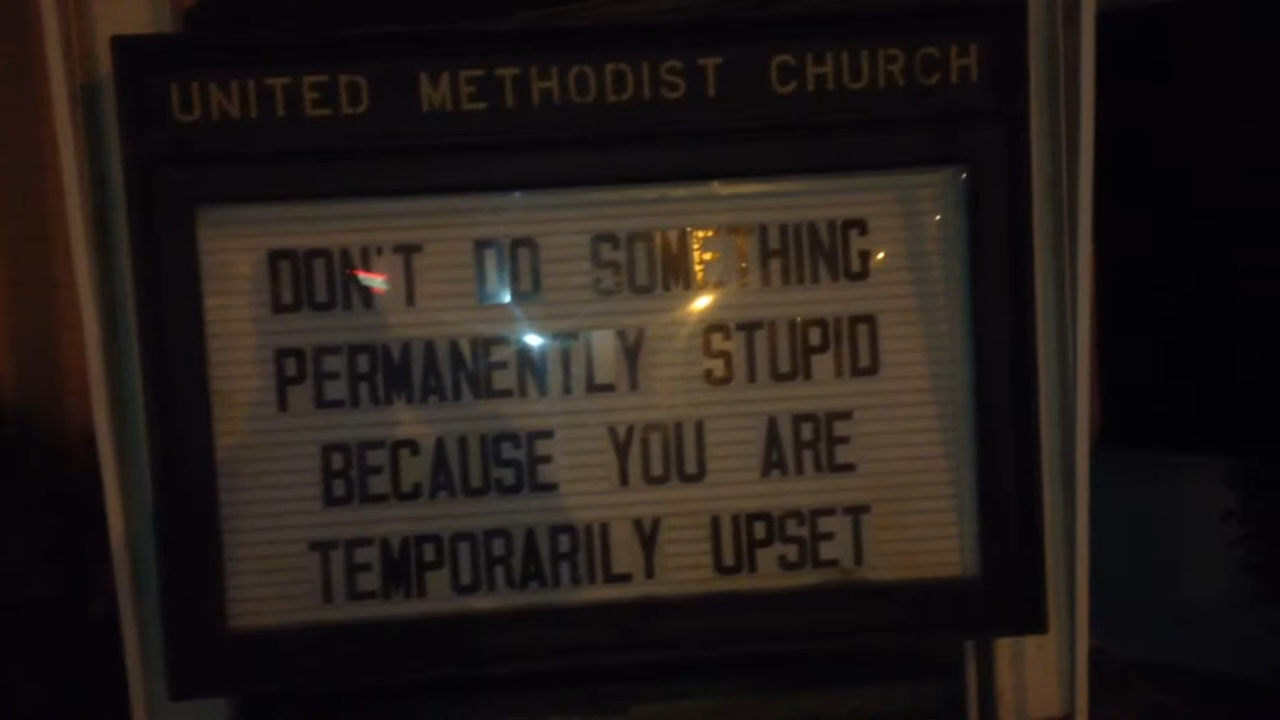 UNITED METHODIST CHURCH
DON'T DO SOMETHING
PERMANENTLY STUPID
BECAUSE YOU ARE
TEMPORARILY UPSET